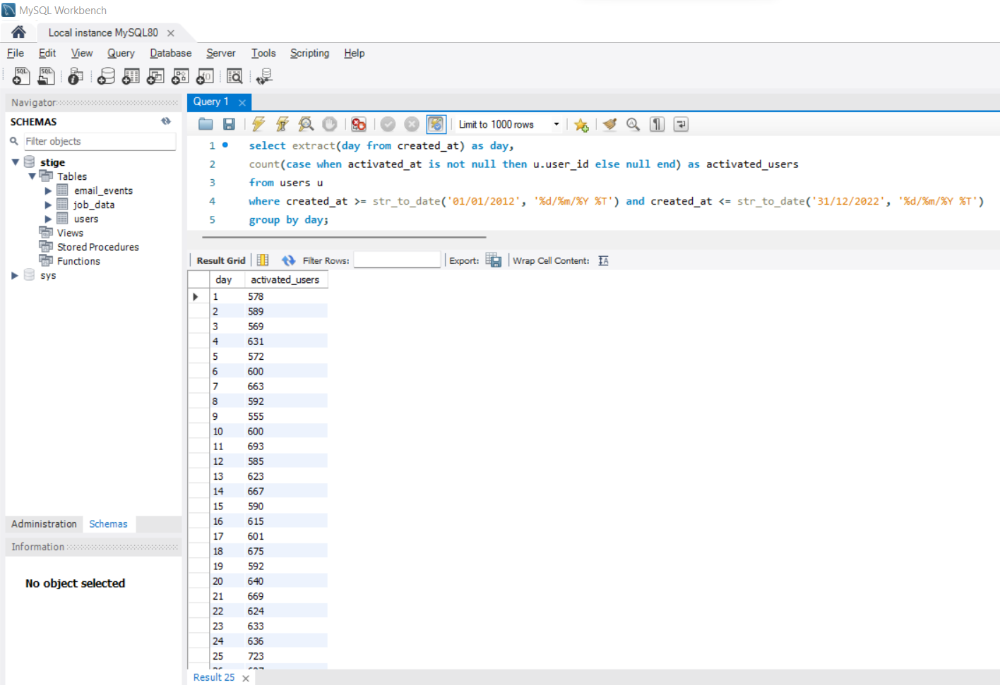 MySQL Workbench
Local instance MySQL80
File Edit View Query Database Server Tools Scripting Help
Navigator
SCHEMAS
Filter objects
stige
Tables
email_events
job_data
users
Views
Stored Procedures
Functions
sys
Administration Schemas
Information
No object selected
Query 1
Limit to 1000 rows
1 select extract(day from created_at) as day,
2 count(case when activated_at is not null then u.user_id else null end) as activated_users
3 from users u
4 where created_at >= str_to_date('01/01/2012', '%d/%m/%Y %T') and created_at <= str_to_date('31/12/2022', '%d/%m/%Y %T')
5 group by day;
Result Grid Filter Rows: Export: Wrap Cell Content:
day activated_users
1 578
2 589
3 569
4 631
5 572
6 600
7 663
8 592
9 555
10 600
11 693
12 585
13 623
14 667
15 590
16 615
17 601
18 675
19 592
20 640
21 669
22 624
23 633
24 636
25 723
Result 25